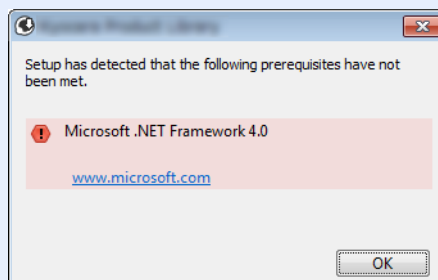 Setup has detected that the following prerequisites have not
been met.
Microsoft .NET Framework 4.0
www.microsoft.com
OK